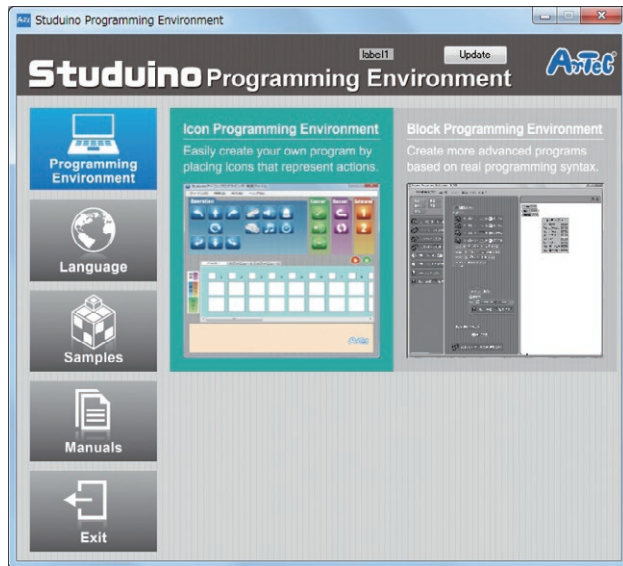 Studuino Programming Environment
label1
Update
Studuino Programming Environment
ArTeC
Programming
Environment
Language
Samples
Manuals
Exit
Icon Programming Environment
Easily create your own program by
placing icons that represent actions.
Block Programming Environment
Create more advanced programs
based on real programming syntax.